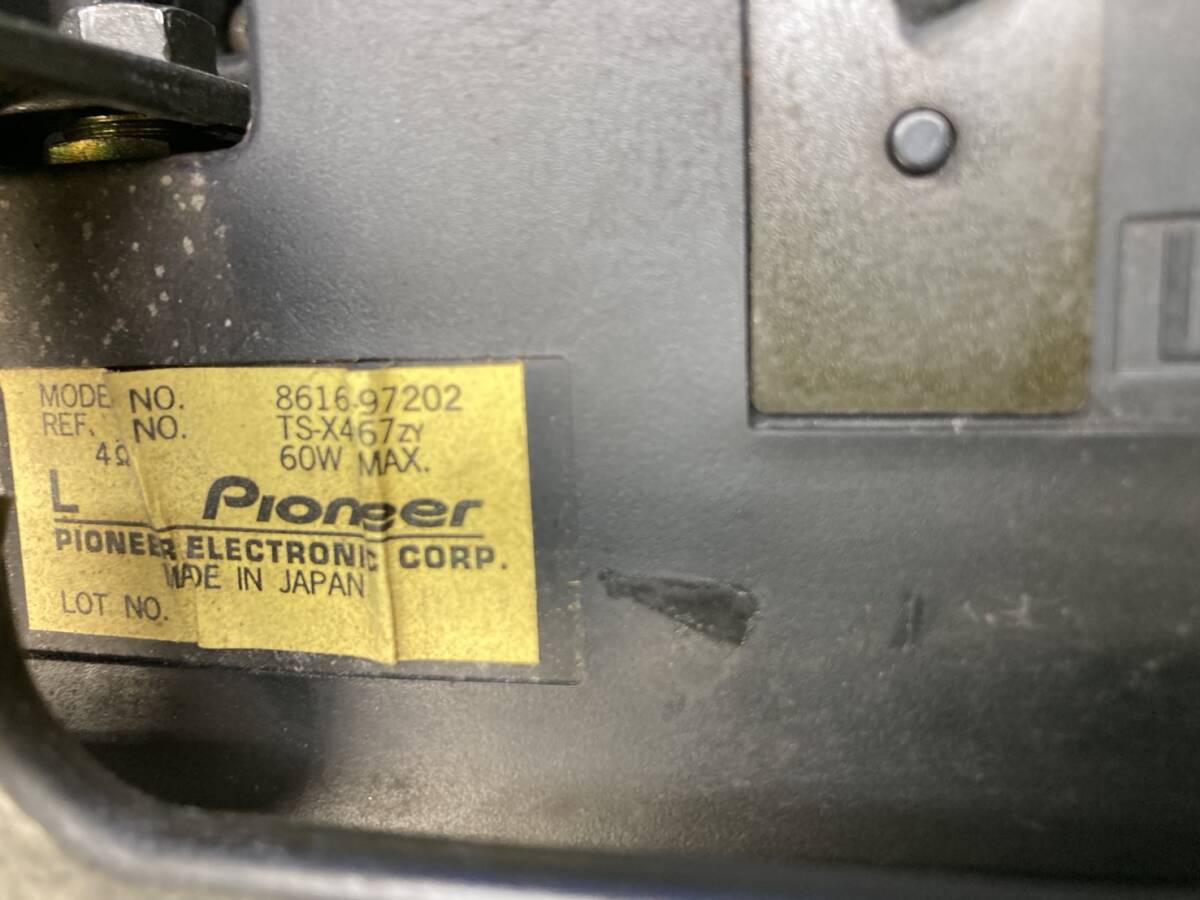 MODE NO. 8616-97202
REF. NO. TS-X467ZY
4Ω 60W MAX.
L Pioneer
PIONEER ELECTRONIC CORP.
MADE IN JAPAN
LOT NO.